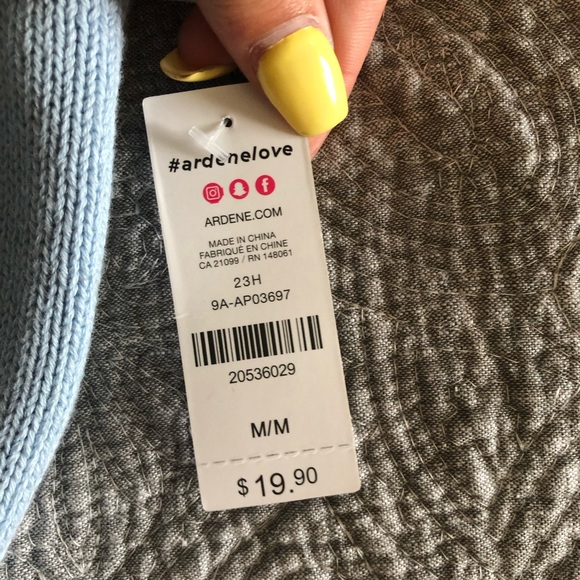 #ardenelove
ARDENE.COM
MADE IN CHINA
FABRIQUÉ EN CHINE
CA 21099 / RN 148061
23H
9A-AP03697
20536029
M/M
$19.90